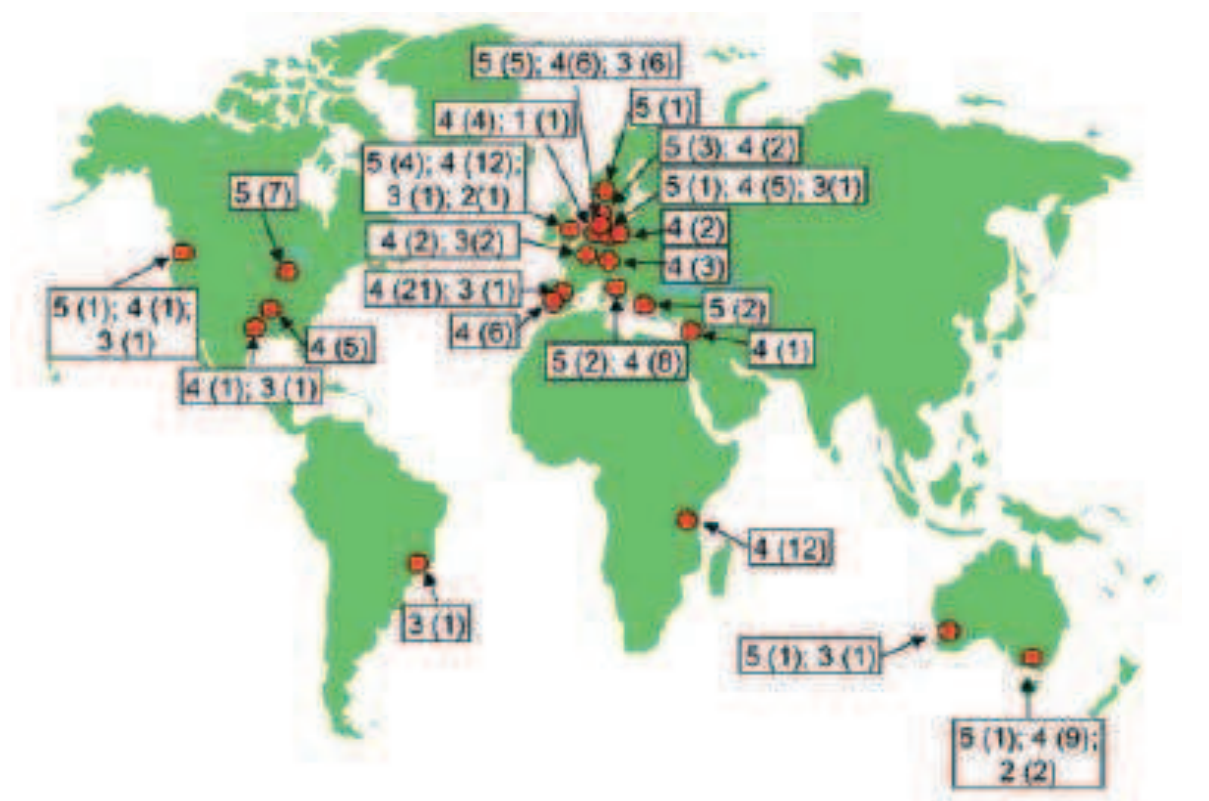 5 (5); 4(6); 3 (6)
5 (1)
4 (4); 1 (1)
5 (3); 4 (2)
5 (4); 4 (12);
3 (1); 2(1)
5 (7)
5 (1); 4 (5); 3(1)
4 (2); 3(2)
4 (2)
4 (3)
4 (21); 3 (1)
5 (1); 4 (1);
3 (1)
5 (2)
4 (6)
4 (5)
5 (2); 4 (8)
4 (1)
4 (1); 3 (1)
4 (12)
3 (1)
5 (1); 3 (1)
5 (1); 4 (9);
2 (2)